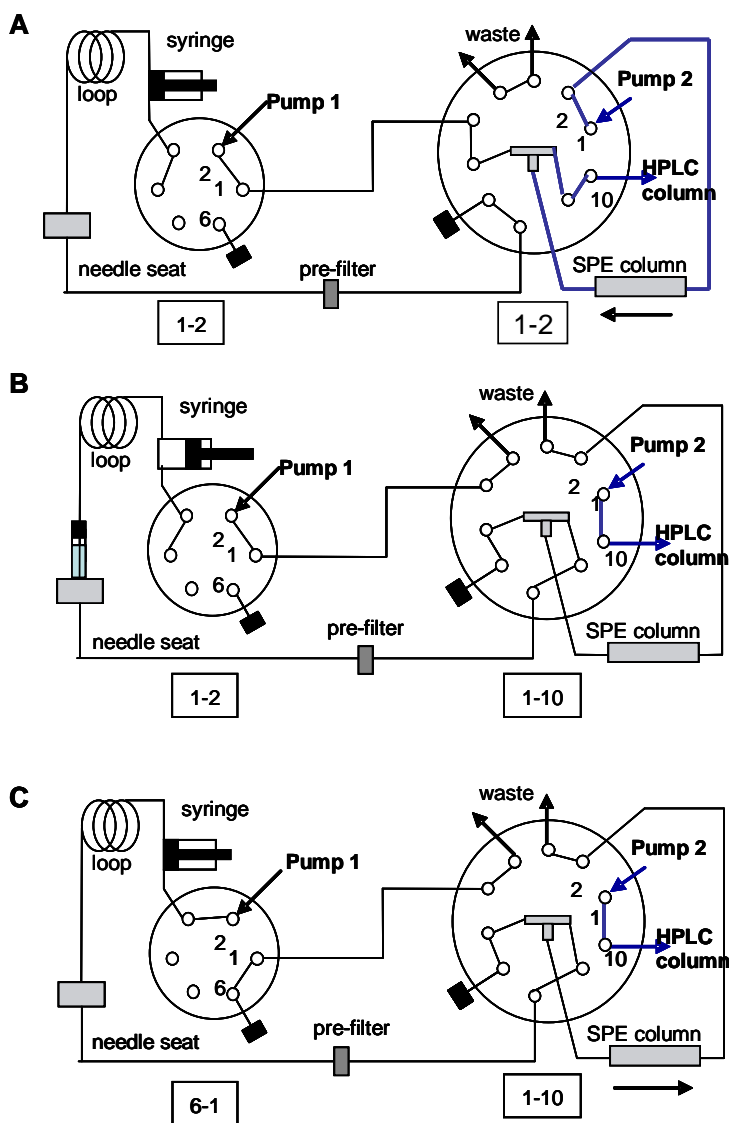 A
syringe
loop
Pump 1
2
1
6
needle seat
pre-filter
1-2
waste
Pump 2
2
1
10
HPLC
column
SPE column
1-2
B
syringe
loop
Pump 1
2
1
6
needle seat
pre-filter
1-2
waste
Pump 2
2
1
10
HPLC
column
SPE column
1-10
C
syringe
loop
Pump 1
2
1
6
needle seat
pre-filter
6-1
waste
Pump 2
2
1
10
HPLC
column
SPE column
1-10